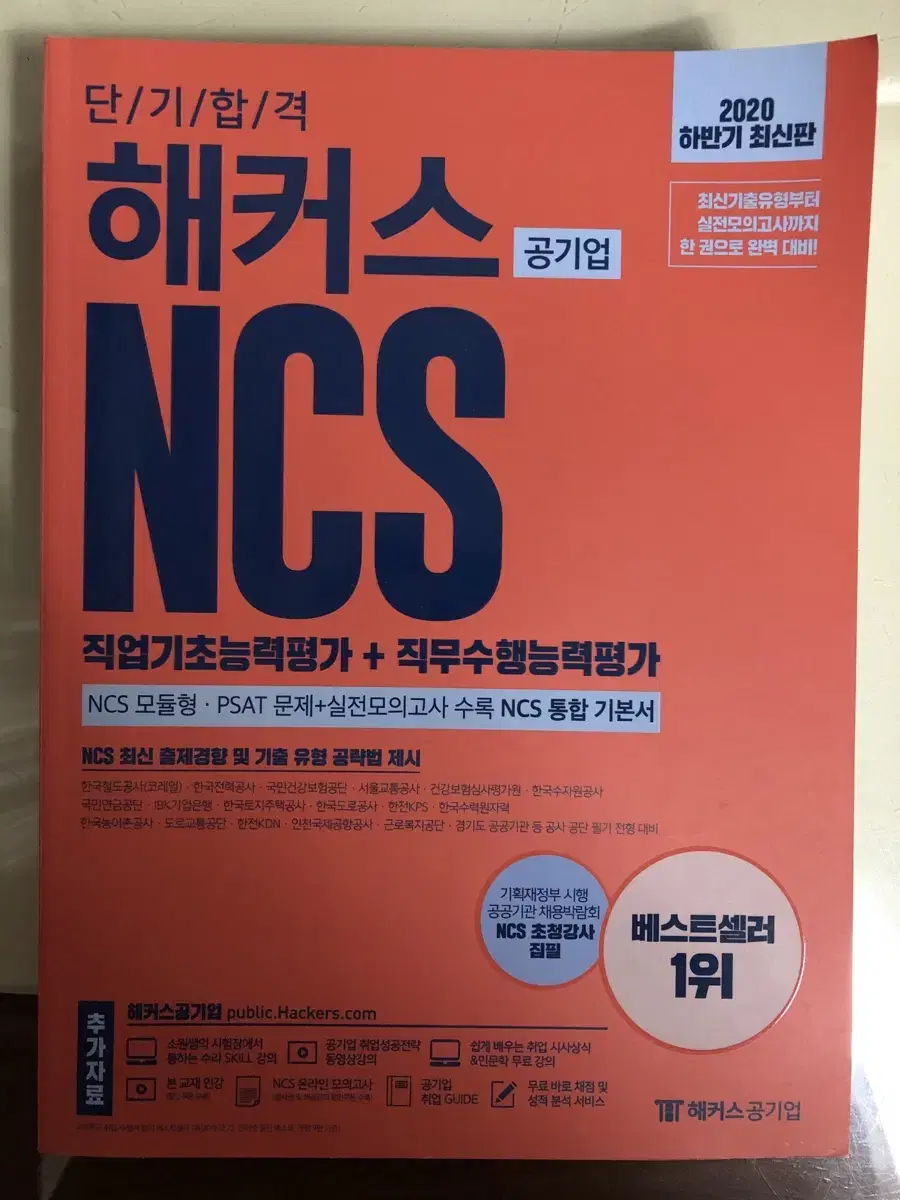 단/기/합/격
해커스 공기업
NCS
2020
하반기 최신판
최신기출유형부터
실전모의고사까지
한 권으로 완벽 대비!
직업기초능력평가 + 직무수행능력평가
NCS 모듈형 · PSAT 문제+실전모의고사 수록 NCS 통합 기본서
NCS 최신 출제경향 및 기출 유형 공략법 제시
한국철도공사(코레일) · 한국전력공사 · 국민건강보험공단 · 서울교통공사 · 건강보험심사평가원 · 한국수자원공사
국민연금공단 · IBK기업은행 · 한국토지주택공사 · 한국도로공사 · 한전KPS · 한국수력원자력
한국농어촌공사 · 도로교통공단 · 한전KDN · 인천국제공항공사 · 근로복지공단 · 경기도 공공기관 등 공사 공단 필기 전형 대비
기획재정부 시행
공공기관 채용박람회
NCS 초청강사
집필
베스트셀러
1위
추가자료
해커스공기업 public.Hackers.com
소원쌤의 시험장에서
통하는 수리 SKILL 강의
공기업 취업성공전략
동영상강의
쉽게 배우는 취업 시사상식
&인문학 무료 강의
본 교재 인강
NCS 온라인 모의고사
공기업
취업 GUIDE
무료 바로 채점 및
성적 분석 서비스
해커스공기업